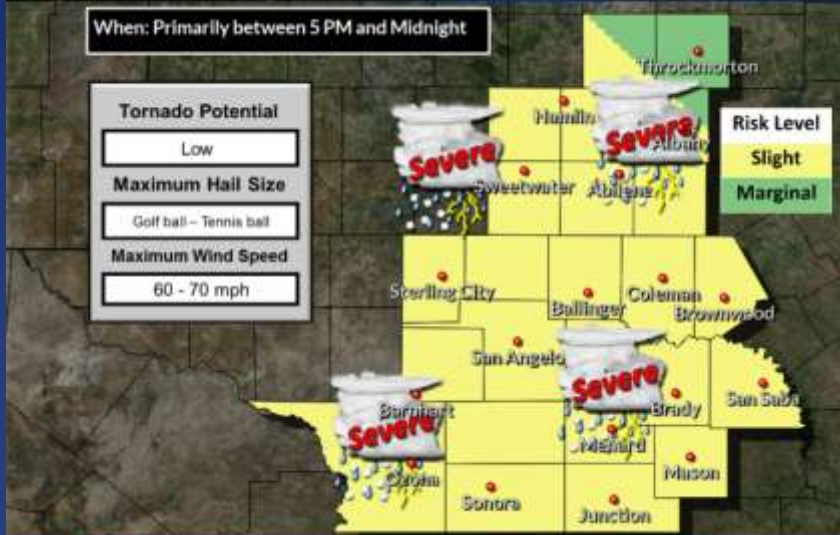 When: Primarily between 5 PM and Midnight
Tornado Potential
Low
Maximum Hail Size
Golf ball – Tennis ball
Maximum Wind Speed
60 - 70 mph
Risk Level
Slight
Marginal
Throckmorton
Hamlin
Albany
Severe
Severe
Sweetwater
Abilene
Sterling City
Ballinger
Coleman
Brownwood
San Angelo
Severe
Barnhart
Brady
San Saba
Severe
Menard
Ozona
Mason
Sonora
Junction